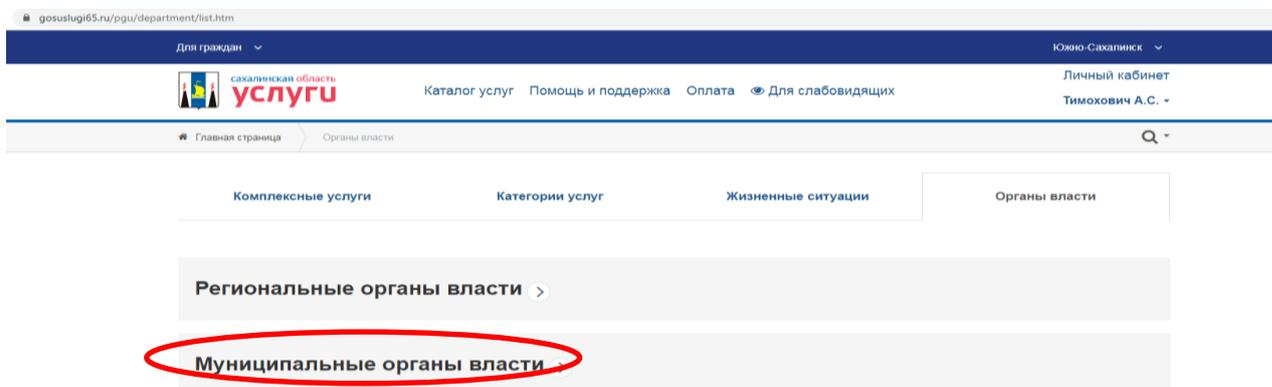 gosuslugi65.ru/pgu/department/list.htm
Для граждан
Южно-Сахалинск
сахалинская область
услуги
Каталог услуг Помощь и поддержка Оплата Для слабовидящих
Личный кабинет
Тимохович А.С.
Главная страница Органы власти
Комплексные услуги Категории услуг Жизненные ситуации Органы власти
Региональные органы власти
Муниципальные органы власти